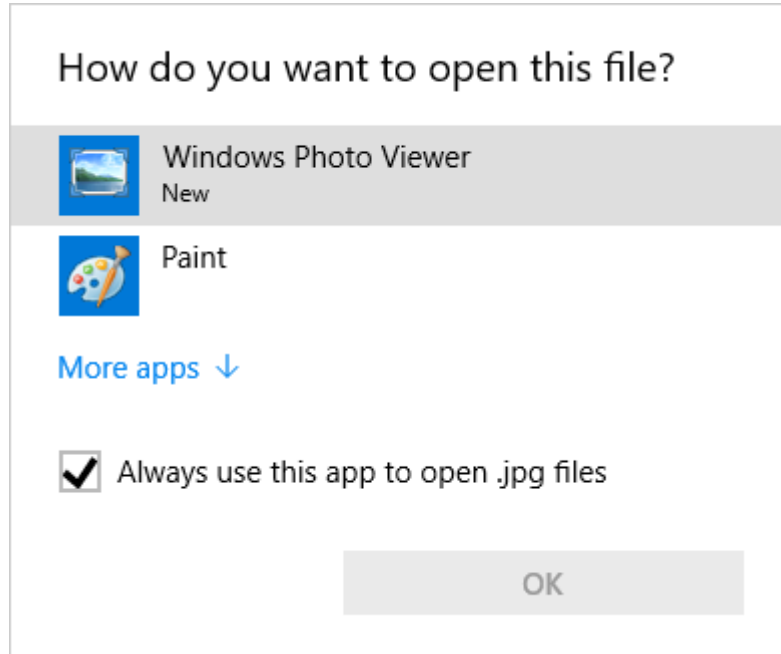 How do you want to open this file?
Windows Photo Viewer
New
Paint
More apps ↓
Always use this app to open .jpg files
OK